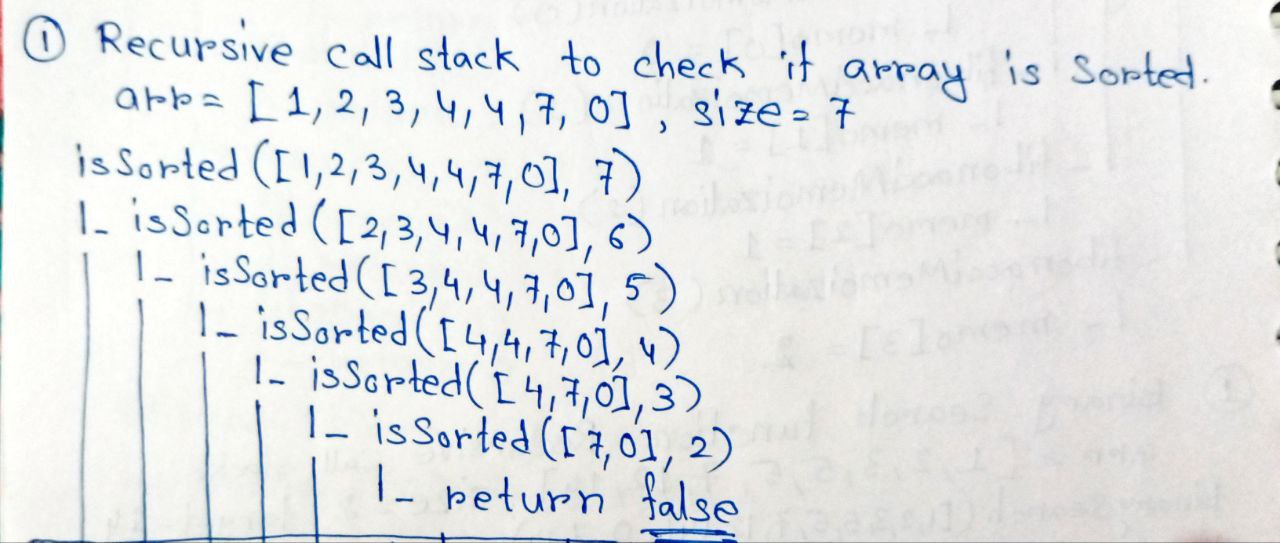 ① Recursive call stack to check if array is Sorted.
arr = [1, 2, 3, 4, 4, 7, 0], size = 7
isSorted ([1,2,3,4,4,7,0], 7)
|_ isSorted ([2,3,4,4,7,0], 6)
|_ isSorted ([3,4,4,7,0], 5)
|_ isSorted ([4,4,7,0], 4)
|_ isSorted ([4,7,0], 3)
|_ isSorted ([7,0], 2)
|_ return false